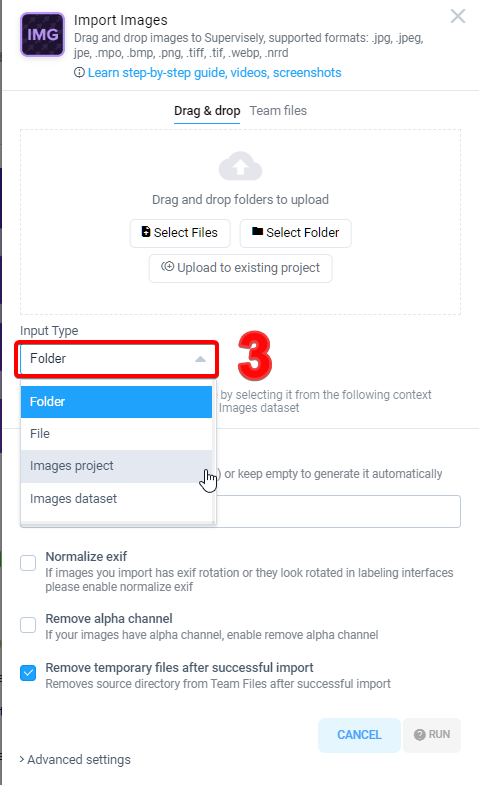 IMG
Import Images
Drag and drop images to Supervisely, supported formats: .jpg, .jpeg,
jpe, .mpo, .bmp, .png, .tiff, .tif, .webp, .nrrd
Learn step-by-step guide, videos, screenshots
Drag & drop Team files
Drag and drop folders to upload
Select Files Select Folder
Upload to existing project
Input Type
Folder
3
Folder
by selecting it from the following context
File
Images dataset
Images project
) or keep empty to generate it automatically
Images dataset
Normalize exif
If images you import has exif rotation or they look rotated in labeling interfaces
please enable normalize exif
Remove alpha channel
If your images have alpha channel, enable remove alpha channel
Remove temporary files after successful import
Removes source directory from Team Files after successful import
CANCEL ? RUN
> Advanced settings